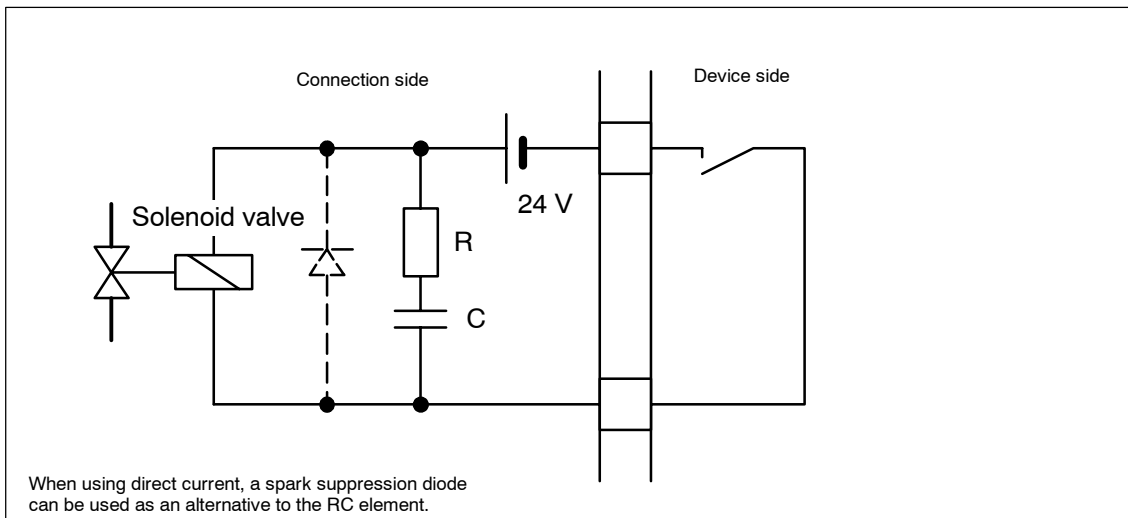 Connection side
Device side
24 V
Solenoid valve
R
C
When using direct current, a spark suppression diode
can be used as an alternative to the RC element.